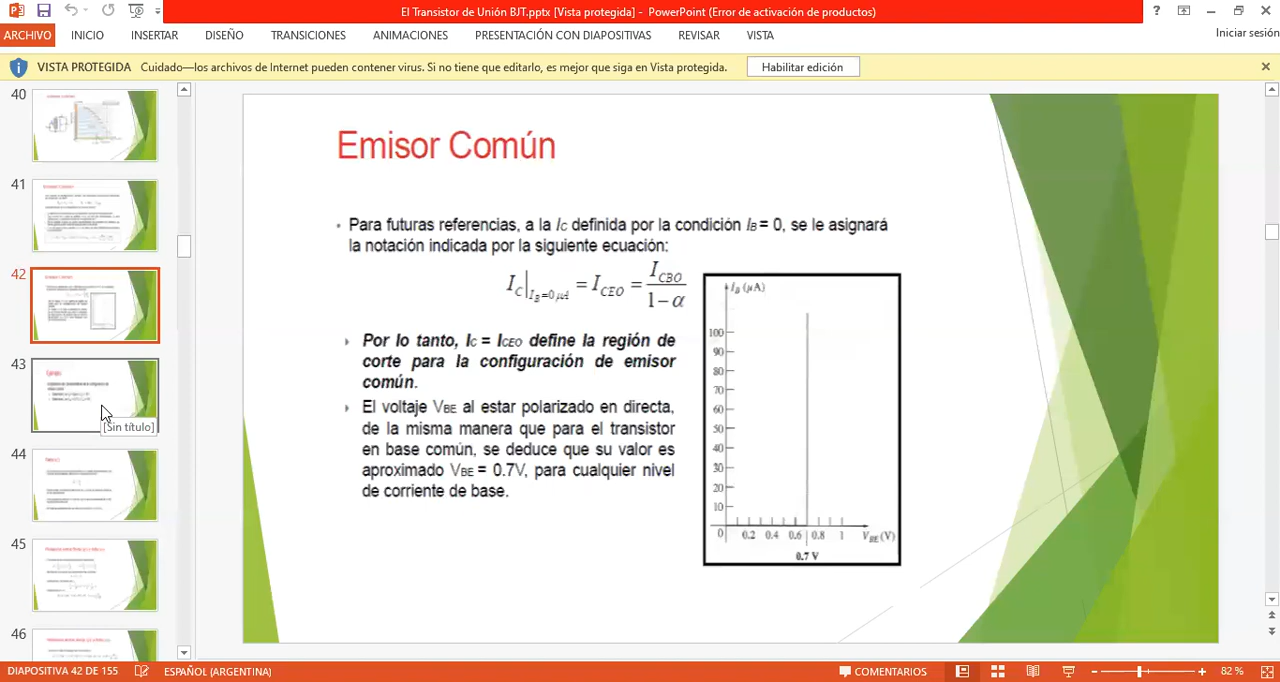 El Transistor de Unión BJT.pptx [Vista protegida] - PowerPoint (Error de activación de productos)
ARCHIVO INICIO INSERTAR DISEÑO TRANSICIONES ANIMACIONES PRESENTACIÓN CON DIAPOSITIVAS REVISAR VISTA Iniciar sesión
VISTA PROTEGIDA Cuidado—los archivos de Internet pueden contener virus. Si no tiene que editarlo, es mejor que siga en Vista protegida. Habilitar edición
40
41
42
43
[Sin título]
44
45
46
Emisor Común
Para futuras referencias, a la IC definida por la condición IB = 0, se le asignará
la notación indicada por la siguiente ecuación:
I_C|_{I_B=0 μA} = I_CEO = I_CBO / (1−α)
Por lo tanto, IC = ICEO define la región de
corte para la configuración de emisor
común.
El voltaje VBE al estar polarizado en directa,
de la misma manera que para el transistor
en base común, se deduce que su valor es
aproximado VBE = 0.7V, para cualquier nivel
de corriente de base.
I_B (μA)
100
90
80
70
60
50
40
30
20
10
0 0.2 0.4 0.6 0.8 1 V_BE (V)
0.7 V
DIAPOSITIVA 42 DE 155 ESPAÑOL (ARGENTINA) COMENTARIOS 82 %